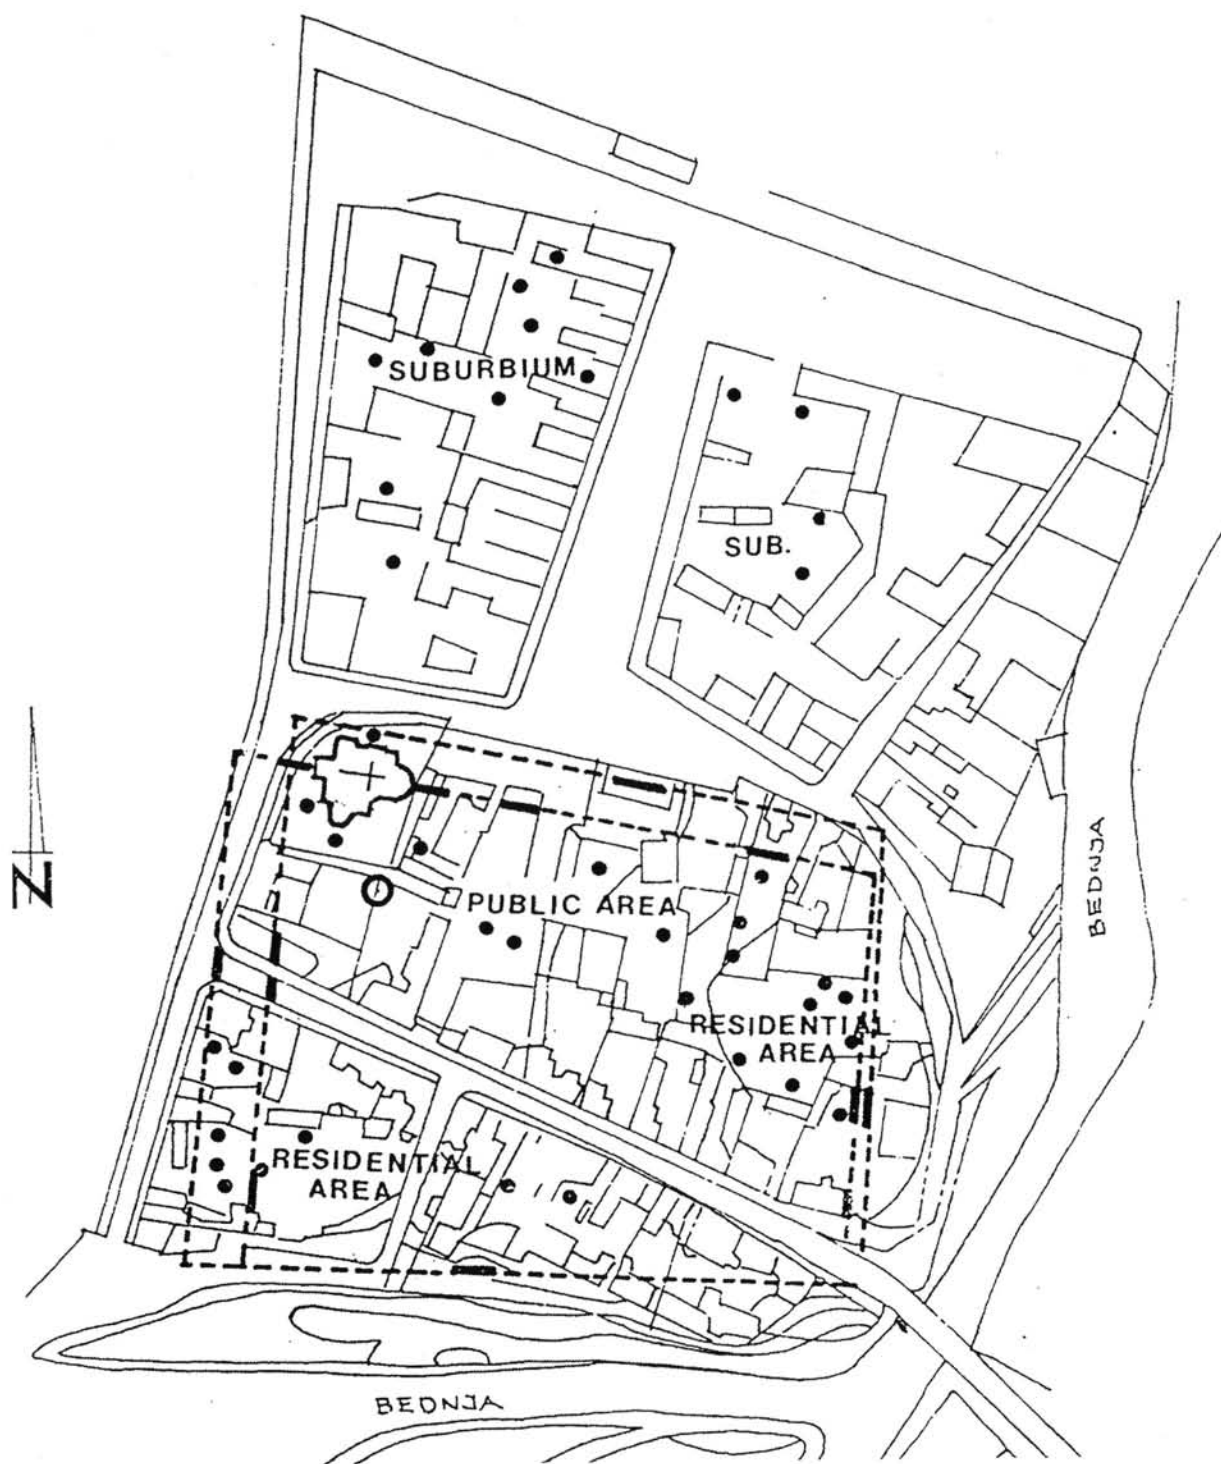 SUBURBIUM
SUB.
N
BEDNJA
PUBLIC AREA
RESIDENTIAL
AREA
RESIDENTIAL
AREA
BEDNJA